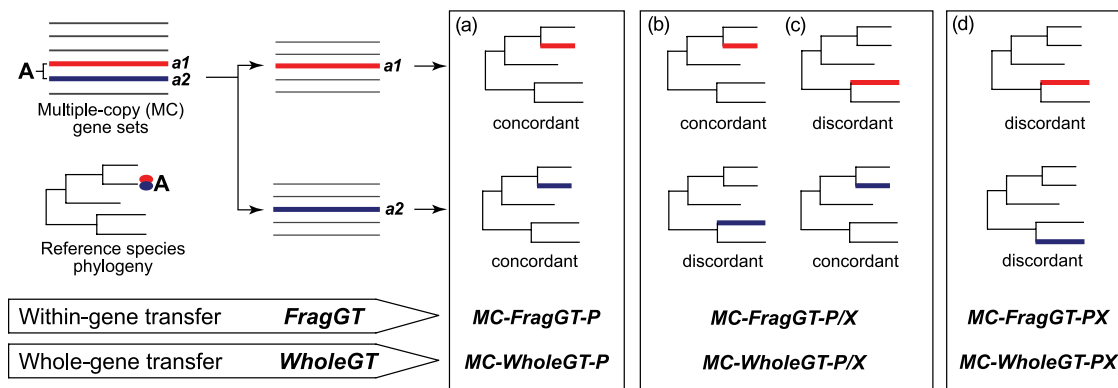 A
a1
a2
Multiple-copy (MC)
gene sets
A
Reference species
phylogeny
a1
a2
(a)
concordant
concordant
(b)
concordant
discordant
(c)
discordant
concordant
(d)
discordant
discordant
Within-gene transfer FragGT
MC-FragGT-P
MC-FragGT-P/X
MC-FragGT-PX
Whole-gene transfer WholeGT
MC-WholeGT-P
MC-WholeGT-P/X
MC-WholeGT-PX